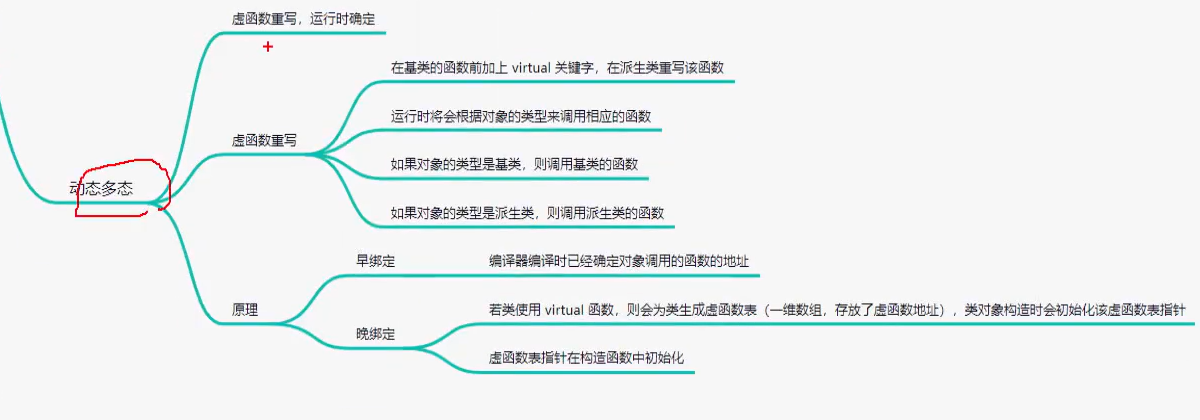 虚函数重写，运行时确定
在基类的函数前加上 virtual 关键字，在派生类重写该函数
运行时将会根据对象的类型来调用相应的函数
虚函数重写
如果对象的类型是基类，则调用基类的函数
动态多态
如果对象的类型是派生类，则调用派生类的函数
早绑定
编译器编译时已经确定对象调用的函数的地址
原理
若类使用 virtual 函数，则会为类生成虚函数表（一维数组，存放了虚函数地址），类对象构造时会初始化该虚函数表指针
晚绑定
虚函数表指针在构造函数中初始化